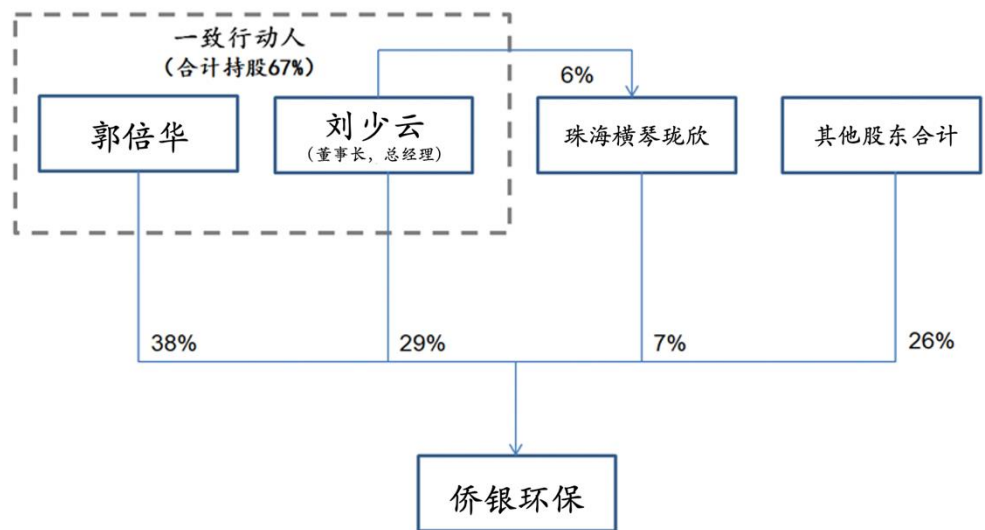 一致行动人
（合计持股67%）
6%
郭倍华
刘少云
（董事长，总经理）
珠海横琴珑欣
其他股东合计
38%
29%
7%
26%
侨银环保